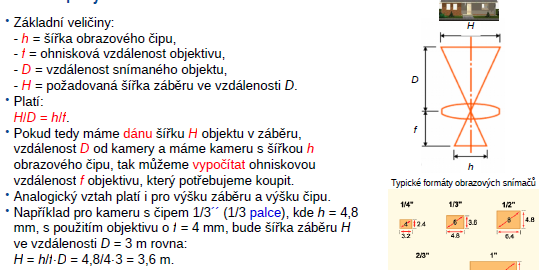 • Základní veličiny:
- h = šířka obrazového čipu,
- f = ohnisková vzdálenost objektivu,
- D = vzdálenost snímaného objektu,
- H = požadovaná šířka záběru ve vzdálenosti D.
• Platí:
H/D = h/f.
• Pokud tedy máme dánu šířku H objektu v záběru,
vzdálenost D od kamery a máme kameru s šířkou h
obrazového čipu, tak můžeme vypočítat ohniskovou
vzdálenost f objektivu, který potřebujeme koupit.
• Analogický vztah platí i pro výšku záběru a výšku čipu.
• Například pro kameru s čipem 1/3´´ (1/3 palce), kde h = 4,8
mm, s použitím objektivu o f = 4 mm, bude šířka záběru H
ve vzdálenosti D = 3 m rovna:
H = h/f·D = 4,8/4·3 = 3,6 m.
H
D
f
h
Typické formáty obrazových snímačů
1/4" 1/3" 1/2"
4" 2.4 6 3.6 8 4.8
3.2 4.8 6.4
2/3" 1"